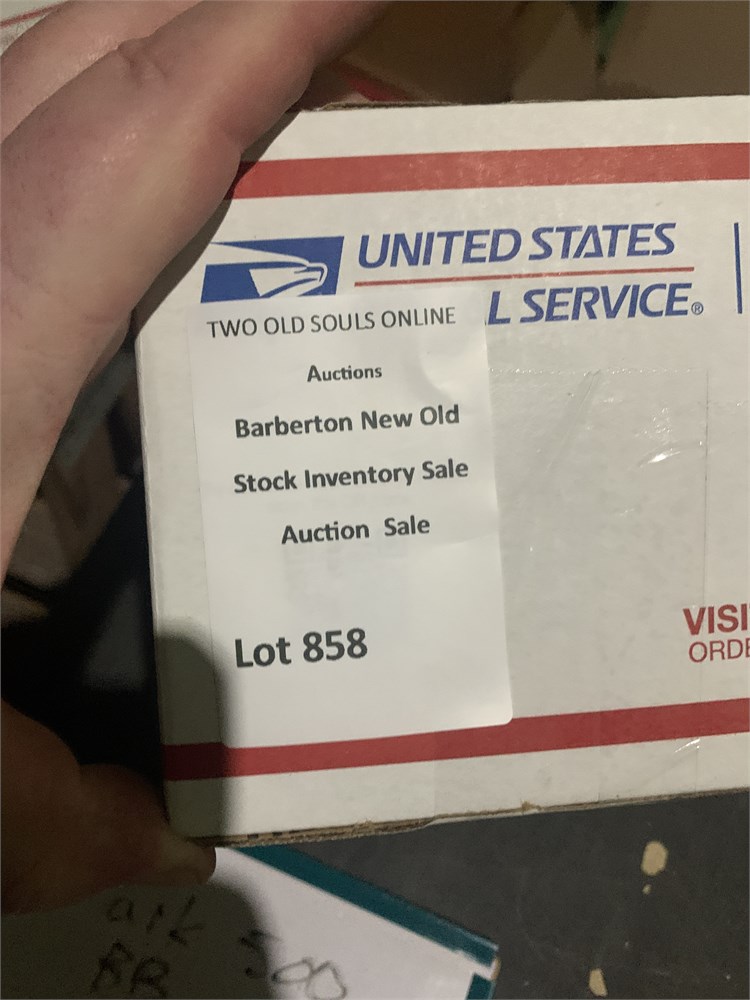 UNITED STATES
L SERVICE®
TWO OLD SOULS ONLINE
Auctions
Barberton New Old
Stock Inventory Sale
Auction Sale
Lot 858
VISI
ORDE
500